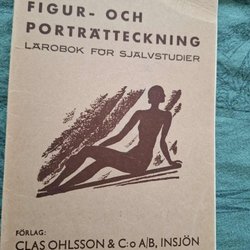 FIGUR- OCH
PORTRÄTTECKNING
LÄROBOK FÖR SJÄLVSTUDIER
FÖRLAG:
CLAS OHLSSON & C:o A/B, INSJÖN